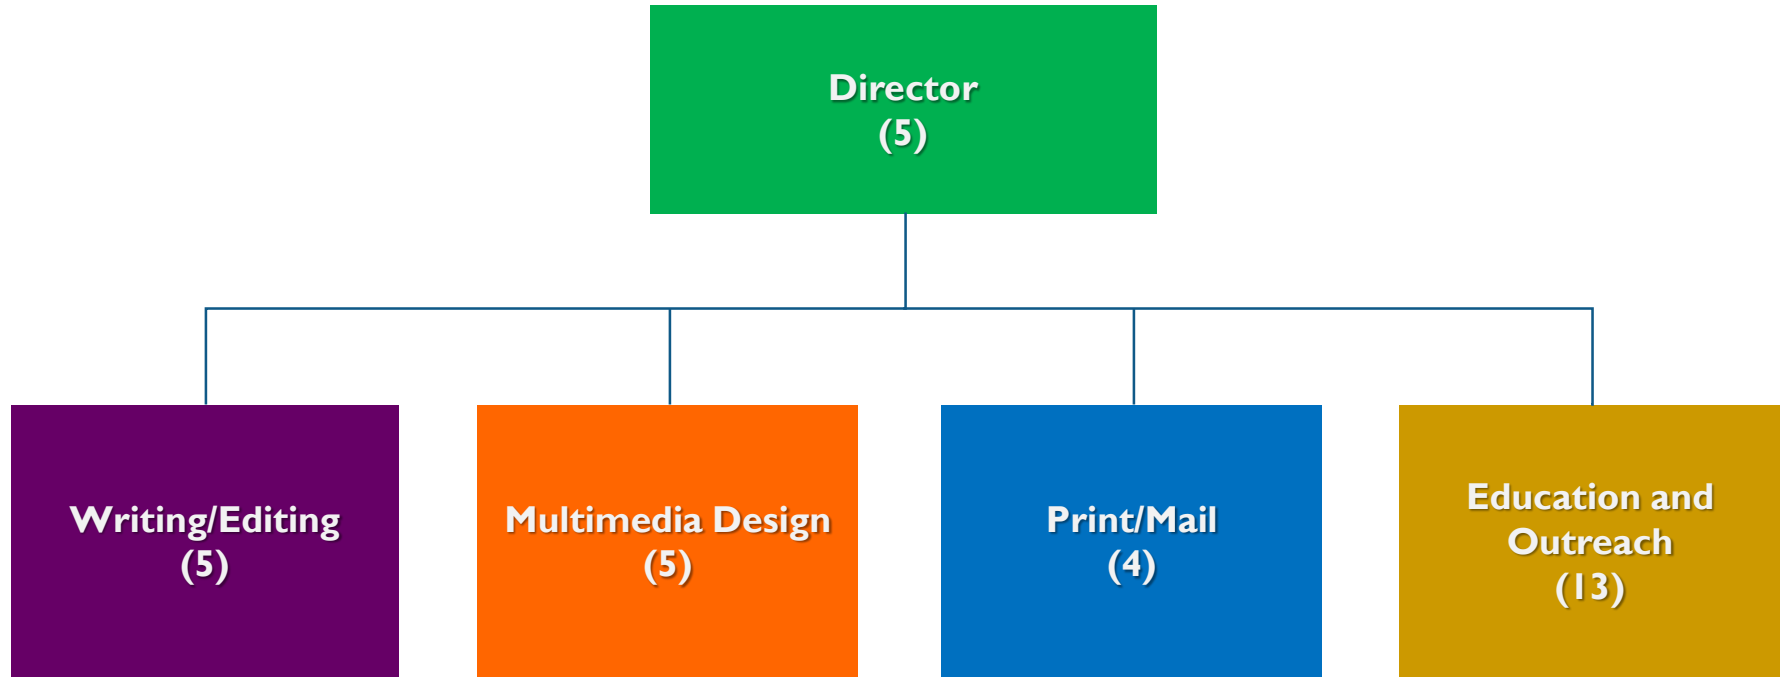 Director
(5)
Writing/Editing
(5)
Multimedia Design
(5)
Print/Mail
(4)
Education and
Outreach
(13)